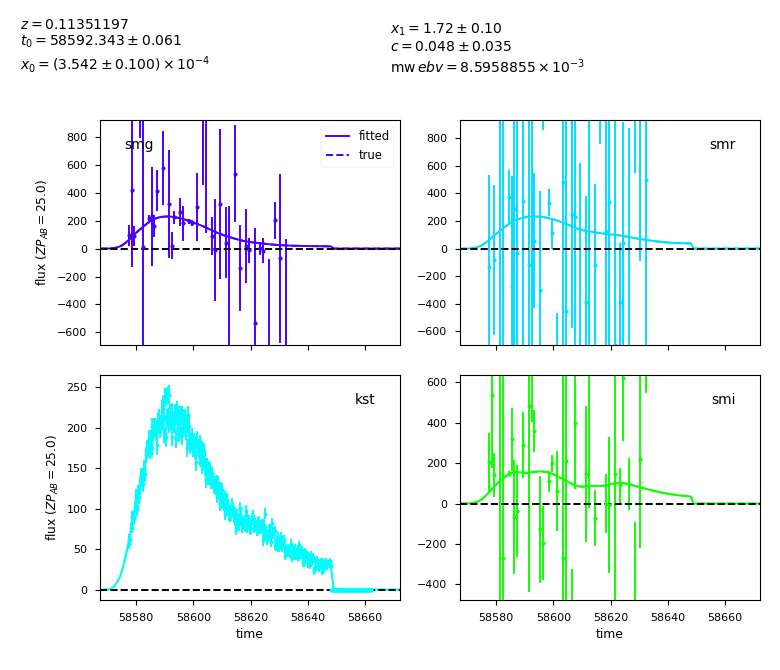 z = 0.11351197
t₀ = 58592.343 ± 0.061
x₀ = (3.542 ± 0.100) × 10⁻⁴
x₁ = 1.72 ± 0.10
c = 0.048 ± 0.035
mw ebv = 8.5958855 × 10⁻³
smg
fitted
true
flux (ZP_AB = 25.0)
800
600
400
200
0
−200
−400
−600
smr
800
600
400
200
0
−200
−400
−600
kst
flux (ZP_AB = 25.0)
250
200
150
100
50
0
58580 58600 58620 58640 58660
time
smi
600
400
200
0
−200
−400
58580 58600 58620 58640 58660
time